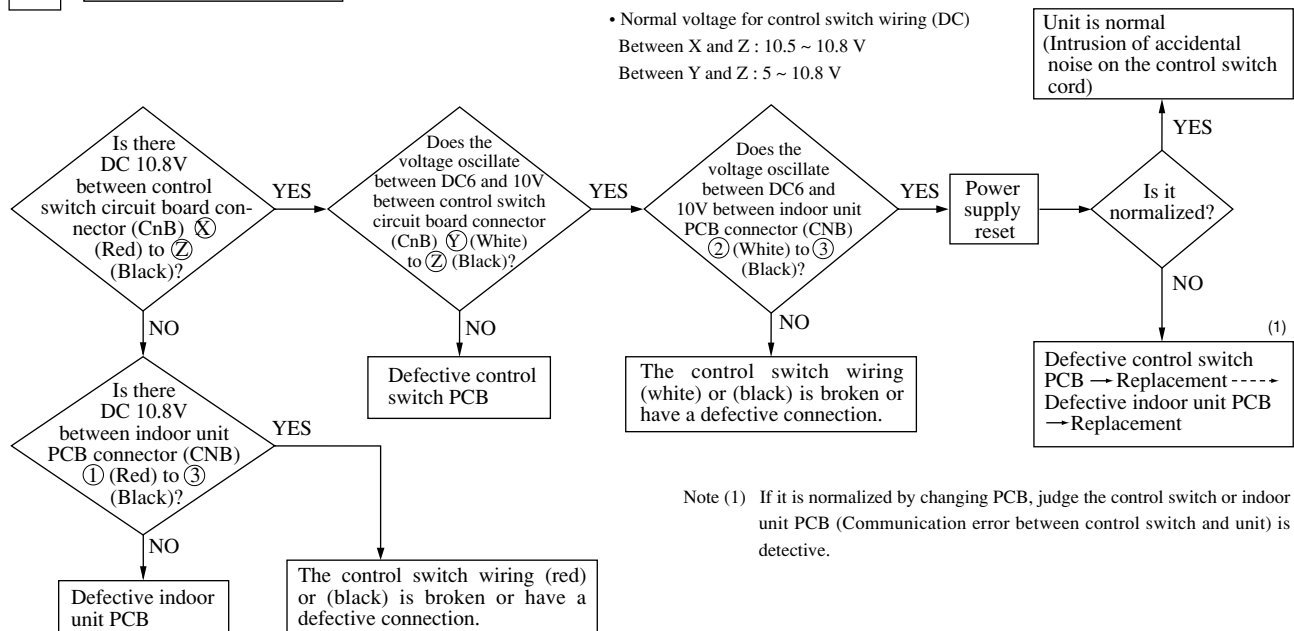 • Normal voltage for control switch wiring (DC)
Between X and Z : 10.5 ~ 10.8 V
Between Y and Z : 5 ~ 10.8 V
Unit is normal
(Intrusion of accidental
noise on the control switch
cord)
YES
Is there
DC 10.8V
between control
switch circuit board con-
nector (CnB) Ⓧ
(Red) to Ⓩ
(Black)?
YES
Does the
voltage oscillate
between DC6 and 10V
between control switch
circuit board connector
(CnB) Ⓨ (White)
to Ⓩ (Black)?
YES
Does the
voltage oscillate
between DC6 and
10V between indoor unit
PCB connector (CNB)
② (White) to ③
(Black)?
YES
Power
supply
reset
Is it
normalized?
NO
NO
NO
NO
(1)
Defective control switch
PCB → Replacement ----→
Defective indoor unit PCB
→ Replacement
Defective control
switch PCB
The control switch wiring
(white) or (black) is broken or
have a defective connection.
Is there
DC 10.8V
between indoor unit
PCB connector (CNB)
① (Red) to ③
(Black)?
YES
NO
Note (1) If it is normalized by changing PCB, judge the control switch or indoor
unit PCB (Communication error between control switch and unit) is
detective.
Defective indoor
unit PCB
The control switch wiring (red)
or (black) is broken or have a
defective connection.